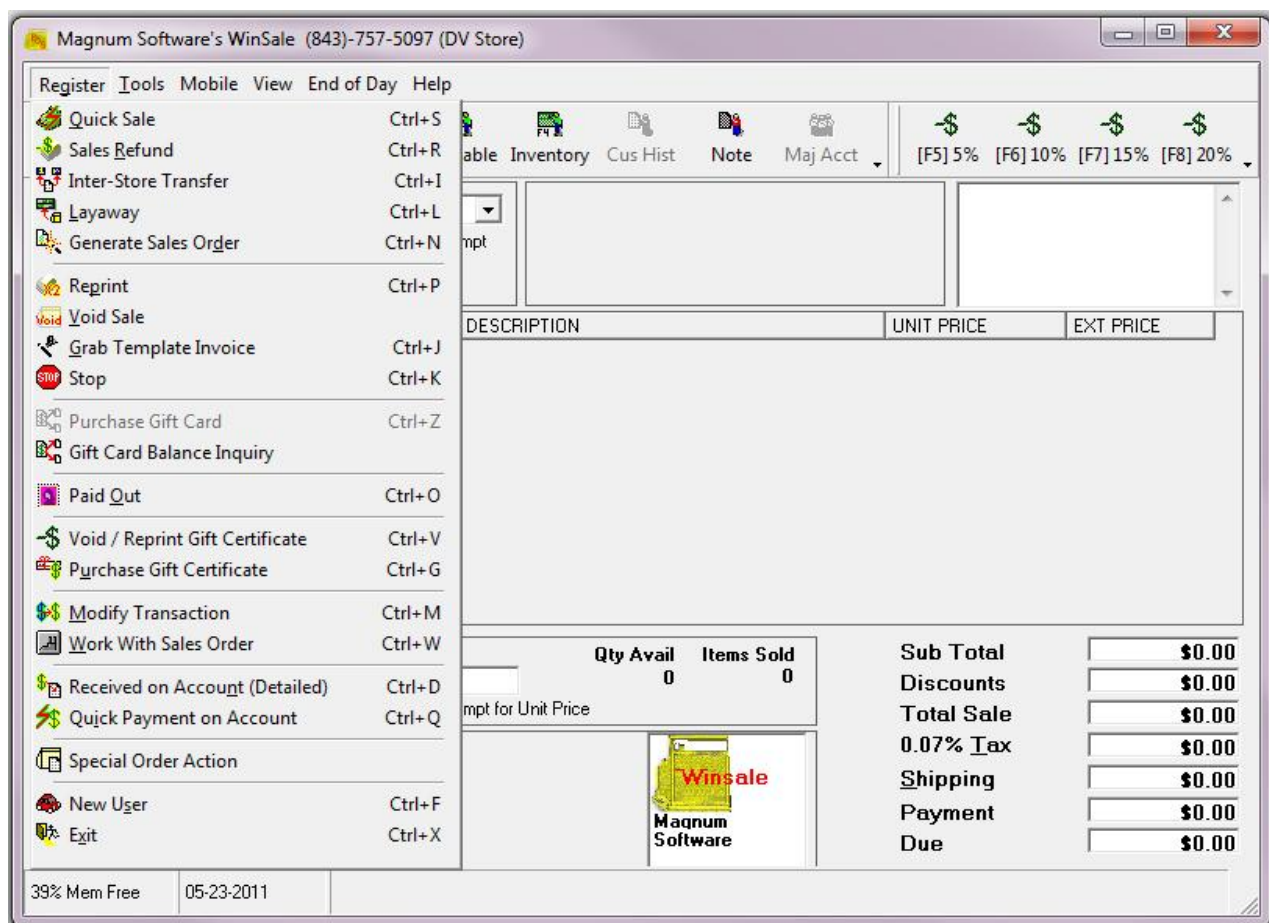 Magnum Software's WinSale (843)-757-5097 (DV Store)
Register Tools Mobile View End of Day Help
Quick Sale Ctrl+S
Sales Refund Ctrl+R
Inter-Store Transfer Ctrl+I
Layaway Ctrl+L
Generate Sales Order Ctrl+N
Reprint Ctrl+P
Void Sale
Grab Template Invoice Ctrl+J
STOP Stop Ctrl+K
Purchase Gift Card Ctrl+Z
Gift Card Balance Inquiry
Paid Out Ctrl+O
Void / Reprint Gift Certificate Ctrl+V
Purchase Gift Certificate Ctrl+G
Modify Transaction Ctrl+M
Work With Sales Order Ctrl+W
Received on Account (Detailed) Ctrl+D
Quick Payment on Account Ctrl+Q
Special Order Action
New User Ctrl+F
Exit Ctrl+X
able Inventory Cus Hist Note Maj Acct [F5] 5% [F6] 10% [F7] 15% [F8] 20%
mpt
DESCRIPTION UNIT PRICE EXT PRICE
Qty Avail Items Sold
0 0
mpt for Unit Price
Winsale
Magnum
Software
Sub Total $0.00
Discounts $0.00
Total Sale $0.00
0.07% Tax $0.00
Shipping $0.00
Payment $0.00
Due $0.00
39% Mem Free 05-23-2011